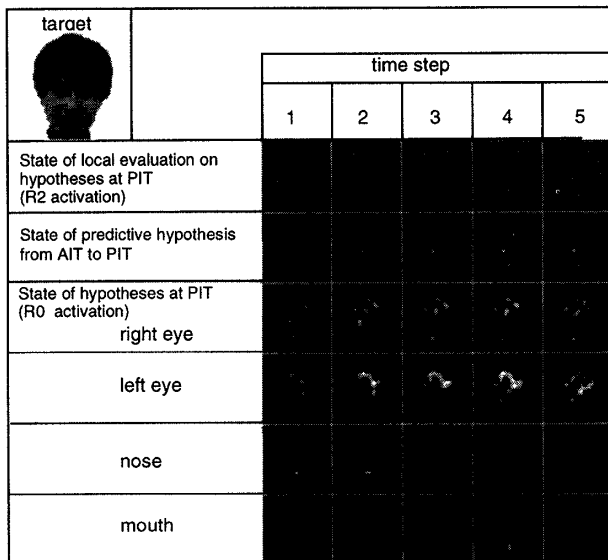 target
time step
1 2 3 4 5
State of local evaluation on
hypotheses at PIT
(R2 activation)
State of predictive hypothesis
from AIT to PIT
State of hypotheses at PIT
(R0 activation)
right eye
left eye
nose
mouth